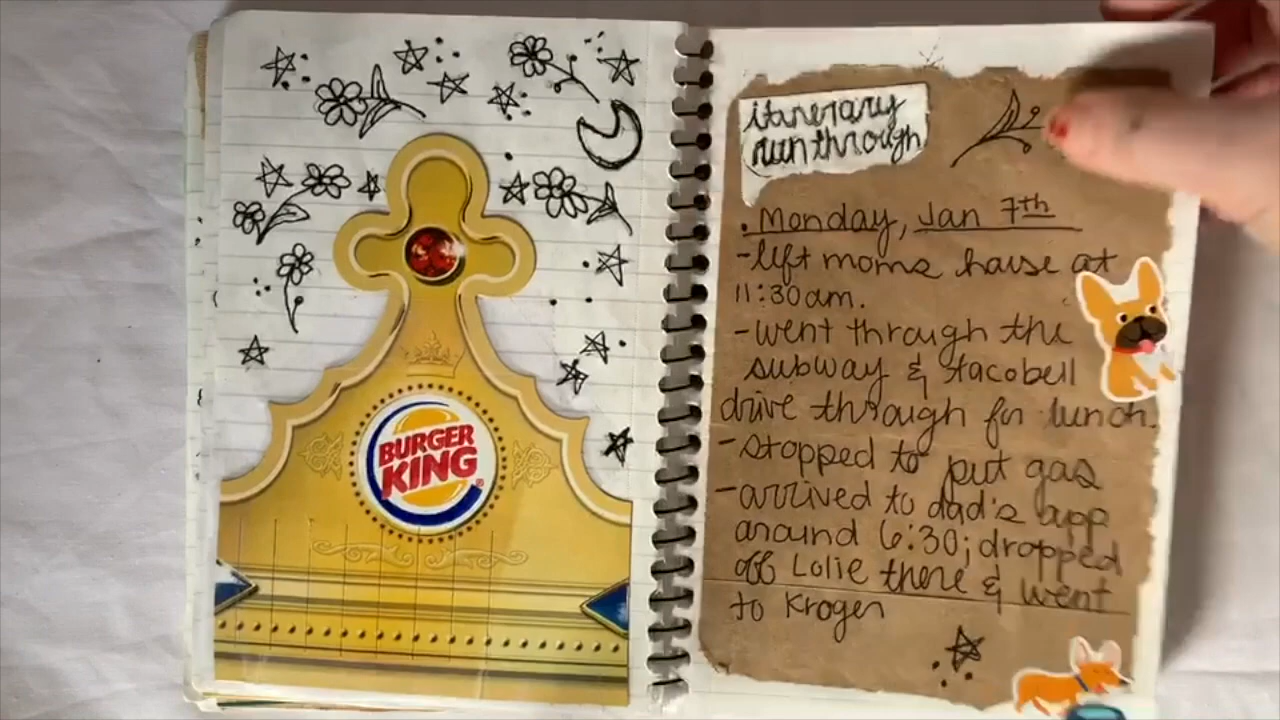 BURGER
KING
®
itinerary
run through
. Monday, Jan 7th
-left moms house at
11:30am.
-went through the
subway & tacobell
drive through for lunch.
-stopped to put gas
-arrived to dad's app
around 6:30; dropped
off Lolie there & went
to Kroger